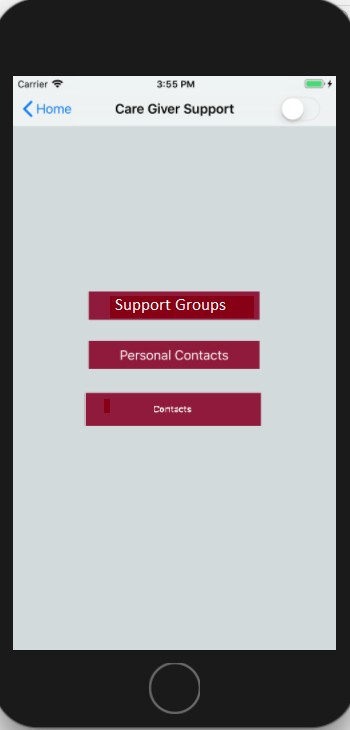 Carrier
3:55 PM
Home
Care Giver Support
Support Groups
Personal Contacts
Contacts